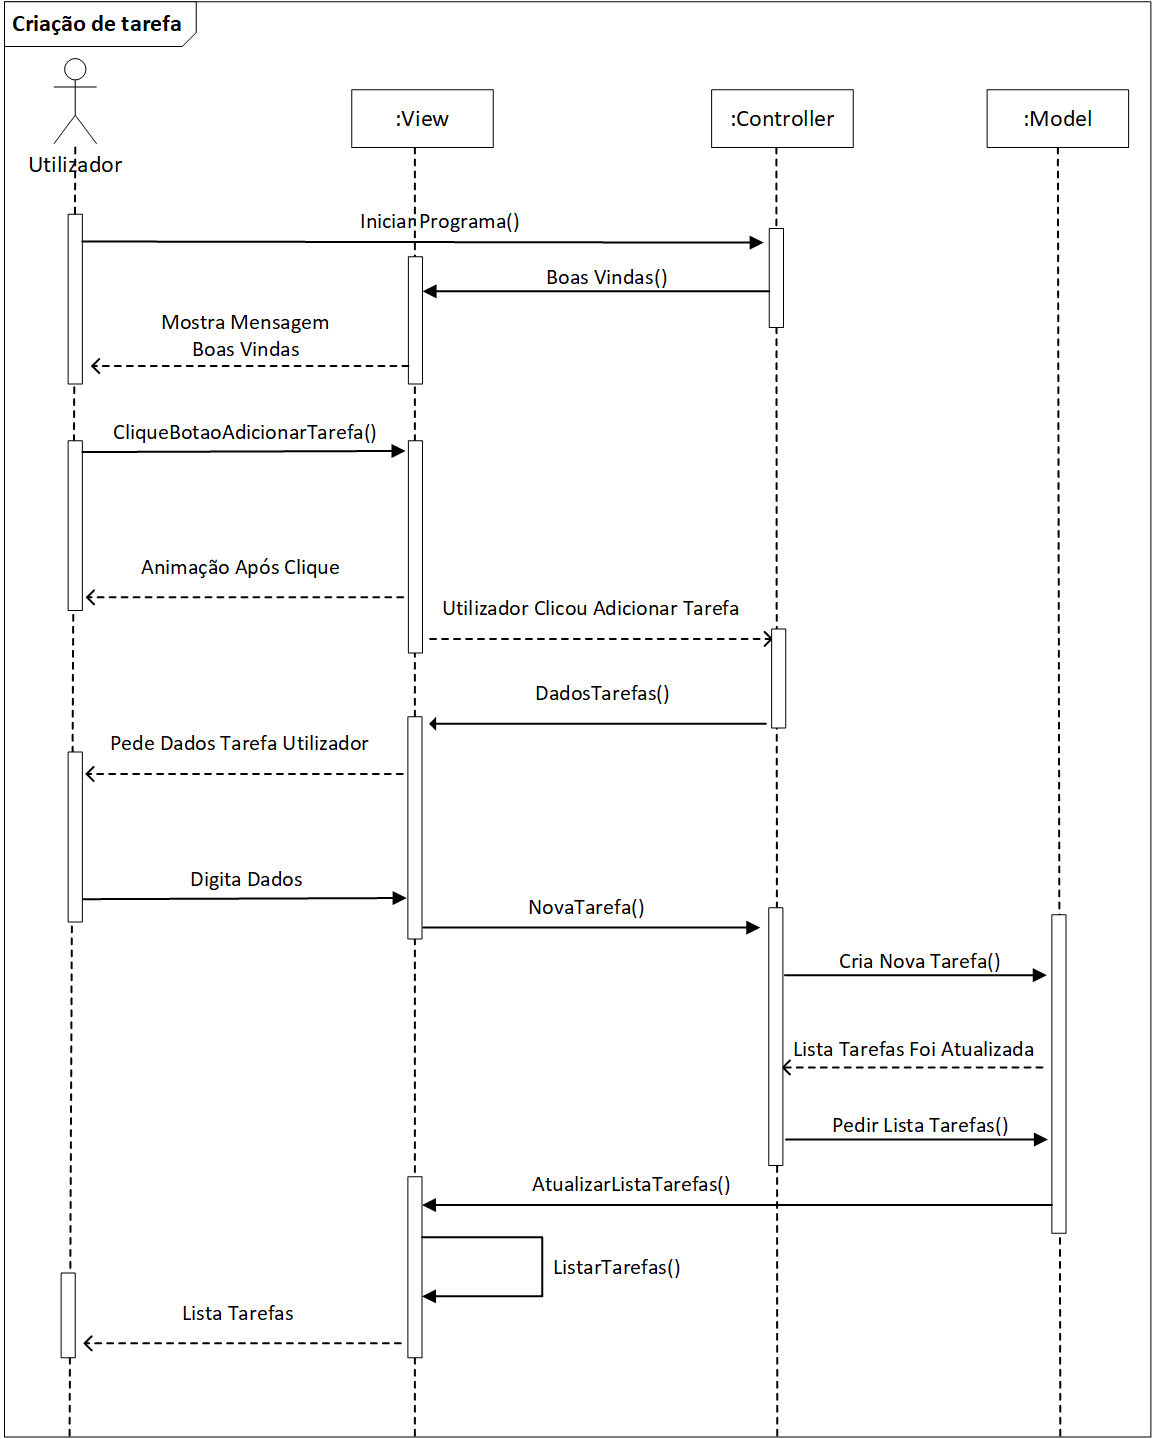 Criação de tarefa
:View
:Controller
:Model
Utilizador
Iniciar Programa()
Boas Vindas()
Mostra Mensagem
Boas Vindas
CliqueBotaoAdicionarTarefa()
Animação Após Clique
Utilizador Clicou Adicionar Tarefa
DadosTarefas()
Pede Dados Tarefa Utilizador
Digita Dados
NovaTarefa()
Cria Nova Tarefa()
Lista Tarefas Foi Atualizada
Pedir Lista Tarefas()
AtualizarListaTarefas()
ListarTarefas()
Lista Tarefas